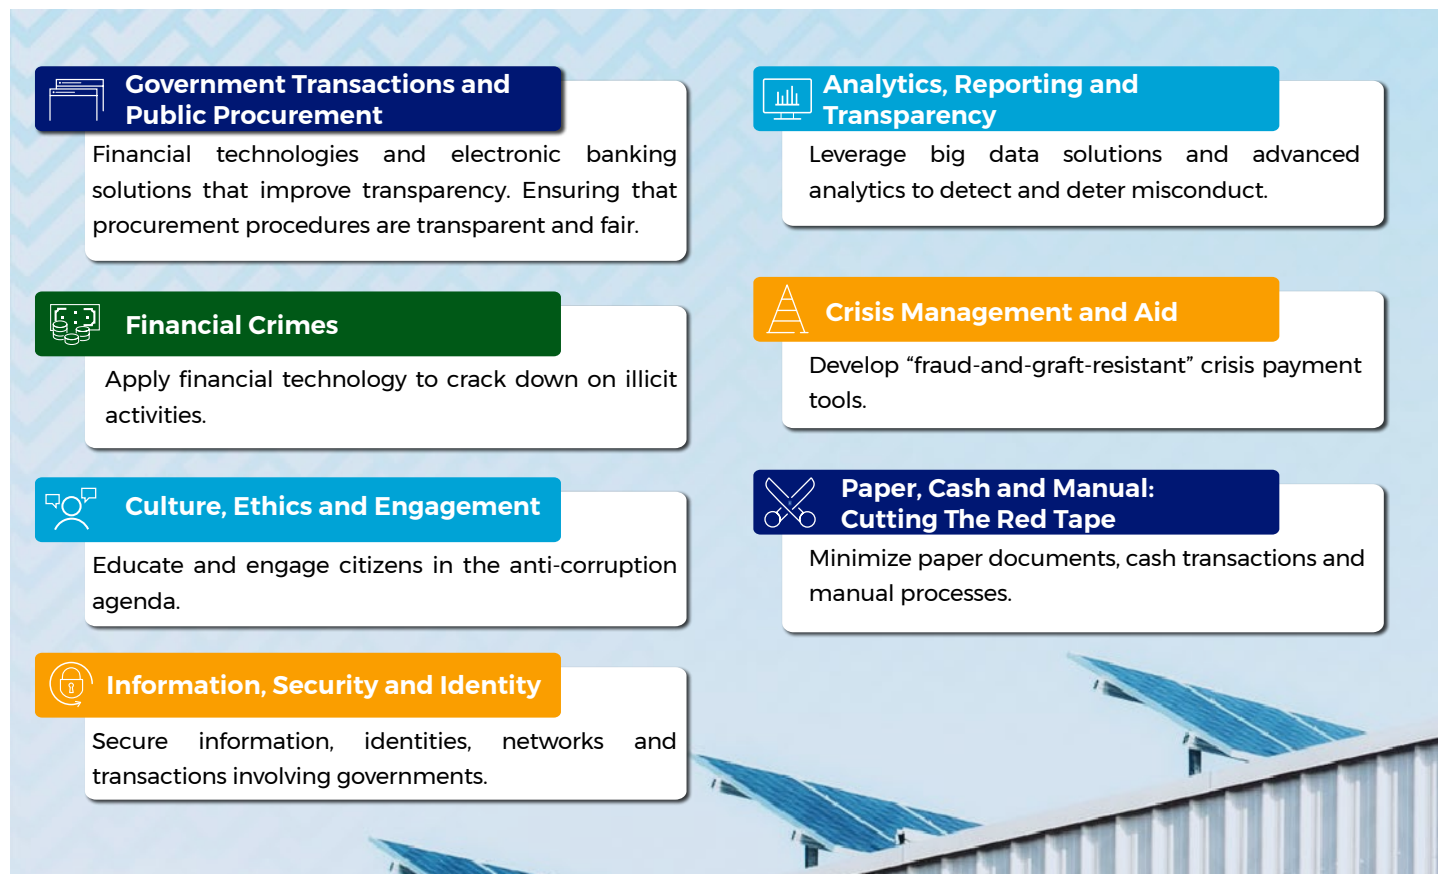 Government Transactions and
Public Procurement
Financial technologies and electronic banking
solutions that improve transparency. Ensuring that
procurement procedures are transparent and fair.
Financial Crimes
Apply financial technology to crack down on illicit
activities.
Culture, Ethics and Engagement
Educate and engage citizens in the anti-corruption
agenda.
Information, Security and Identity
Secure information, identities, networks and
transactions involving governments.
Analytics, Reporting and
Transparency
Leverage big data solutions and advanced
analytics to detect and deter misconduct.
Crisis Management and Aid
Develop “fraud-and-graft-resistant” crisis payment
tools.
Paper, Cash and Manual:
Cutting The Red Tape
Minimize paper documents, cash transactions and
manual processes.